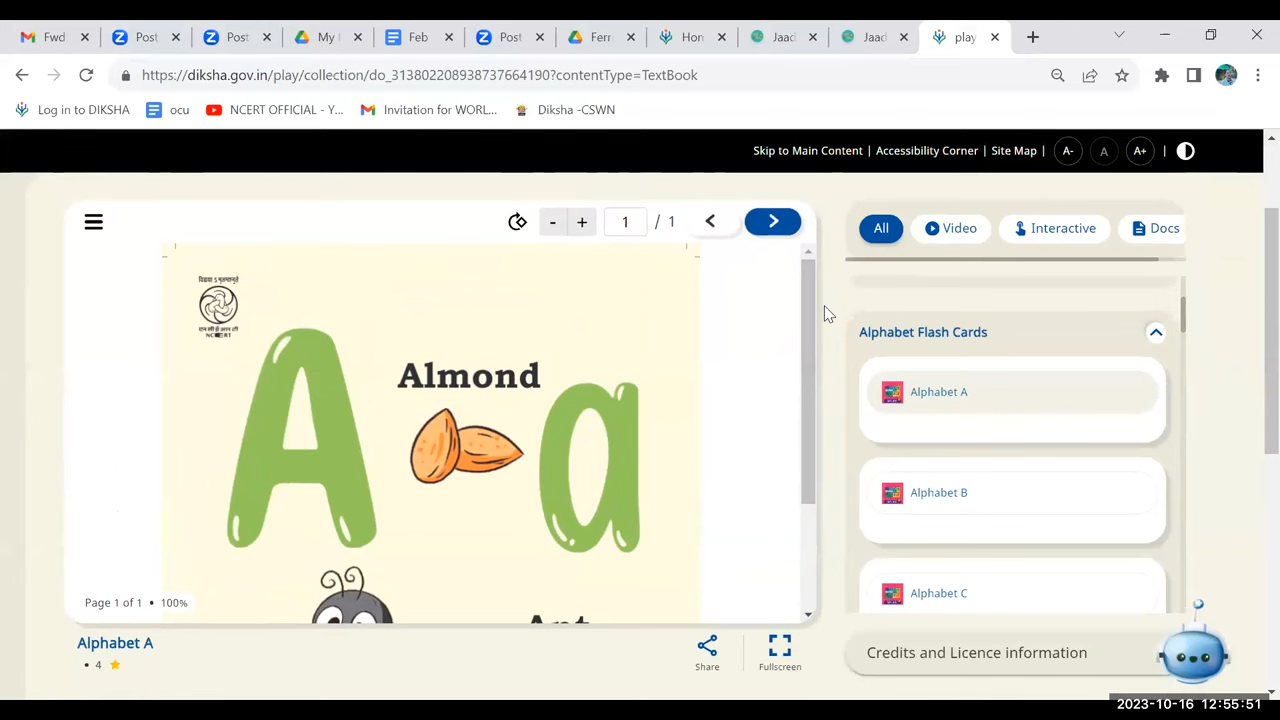 Fwd
Post
Post
My I
Feb
Post
Ferr
Hon
Jaad
Jaad
play
https://diksha.gov.in/play/collection/do_313802208938737664190?contentType=TextBook
Log in to DIKSHA
ocu
NCERT OFFICIAL - Y...
Invitation for WORL...
Diksha -CSWN
Skip to Main Content | Accessibility Corner | Site Map | A- A A+ |
- + 1 / 1
All
Video
Interactive
Docs
NCERT
A
Almond
a
Ant
Page 1 of 1 • 100%
Alphabet Flash Cards
Alphabet A
Alphabet B
Alphabet C
Alphabet A
• 4
Share
Fullscreen
Credits and Licence information
2023-10-16 12:55:51